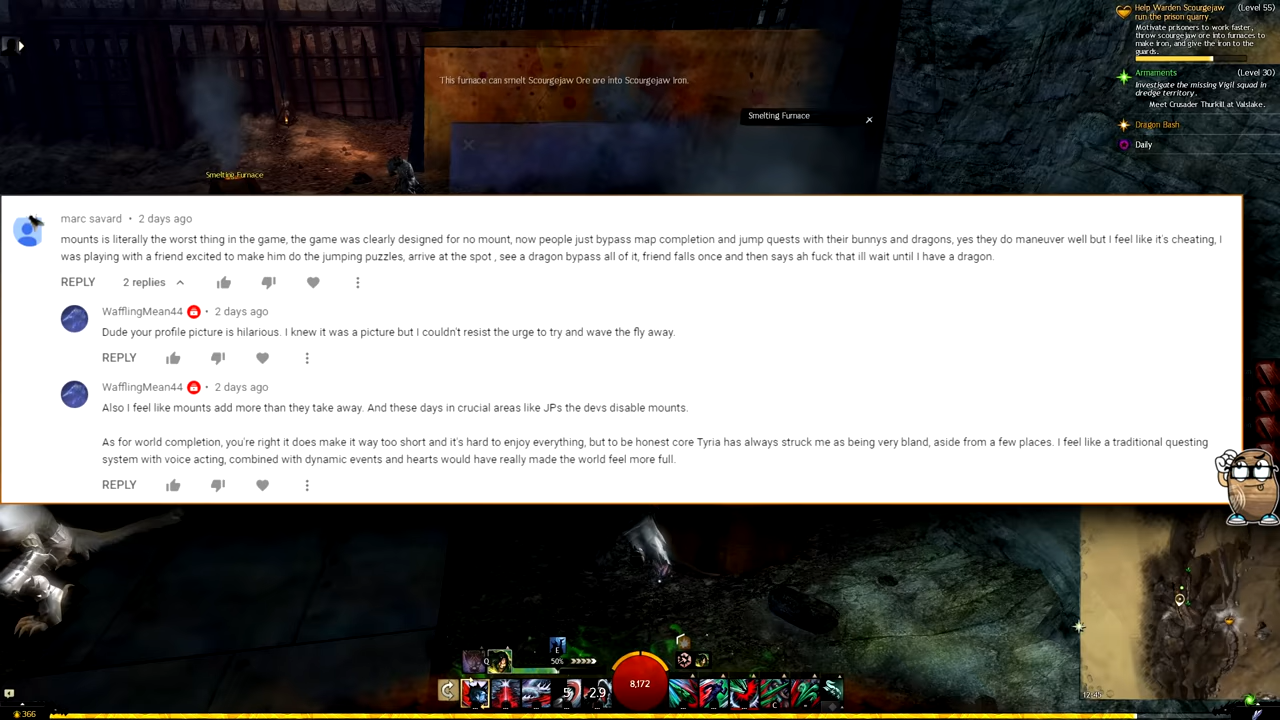 Help Warden Scourgejaw (Level 55)
run the prison quarry.
Motivate prisoners to work faster,
throw scourgejaw ore into furnaces
to make iron, and give the iron to the
guards.
Armaments (Level 30)
Investigate the missing Vigil squad in
dredge territory.
Meet Crusader Thurkill at Valslake.
Dragon Bash
Daily
This furnace can smelt Scourgejaw Ore ore into Scourgejaw Iron.
Smelting Furnace
Smelting Furnace
marc savard • 2 days ago
mounts is literally the worst thing in the game, the game was clearly designed for no mount, now people just bypass map completion and jump quests with their bunnys and dragons, yes they do maneuver well but I feel like it's cheating, I
was playing with a friend excited to make him do the jumping puzzles, arrive at the spot , see a dragon bypass all of it, friend falls once and then says ah fuck that ill wait until I have a dragon.
REPLY 2 replies
WafflingMean44 • 2 days ago
Dude your profile picture is hilarious. I knew it was a picture but I couldn't resist the urge to try and wave the fly away.
REPLY
WafflingMean44 • 2 days ago
Also I feel like mounts add more than they take away. And these days in crucial areas like JPs the devs disable mounts.
As for world completion, you're right it does make it way too short and it's hard to enjoy everything, but to be honest core Tyria has always struck me as being very bland, aside from a few places. I feel like a traditional questing
system with voice acting, combined with dynamic events and hearts would have really made the world feel more full.
REPLY
Q
E
50%
8,172
5
2.9
C
12:45
366